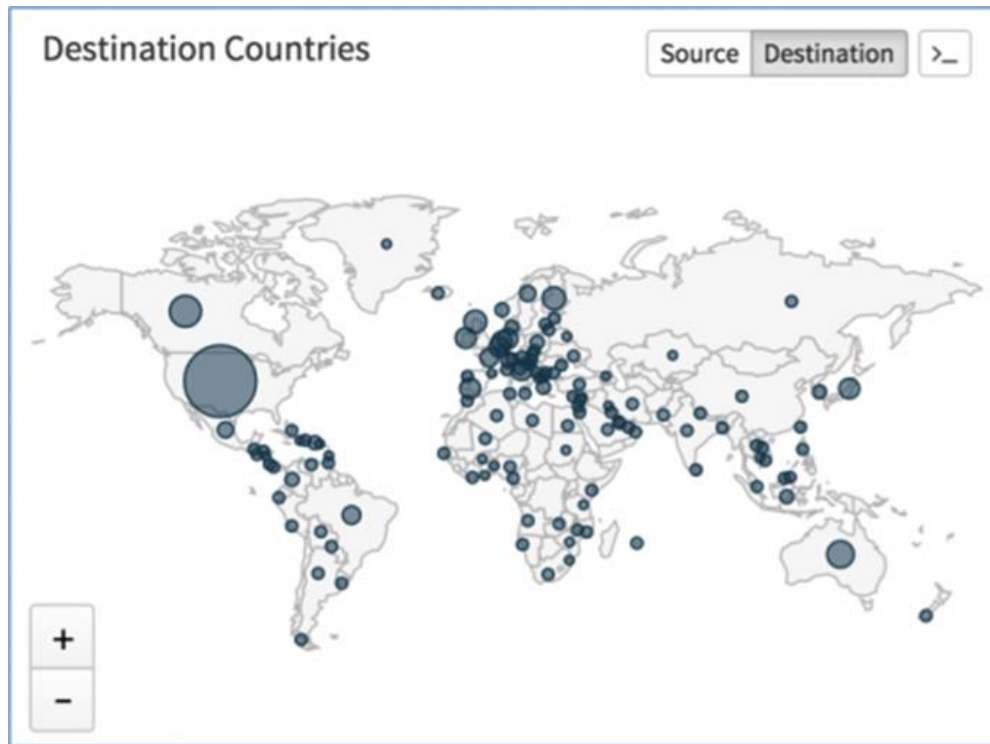 Destination Countries
Source
Destination
>_
+
−